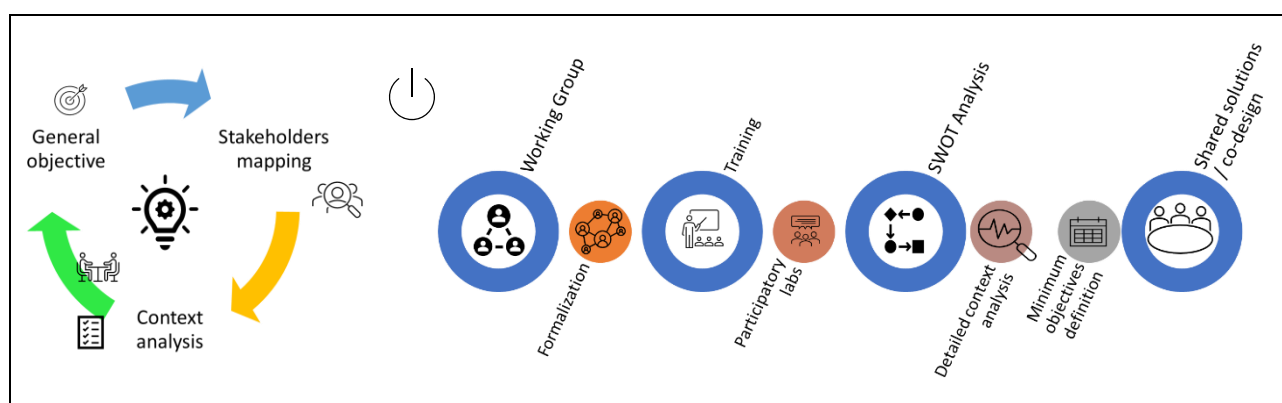 General
objective
Stakeholders
mapping
Context
analysis
Working Group
Formalization
Training
Participatory
labs
SWOT Analysis
Detailed context
analysis
Minimum
objectives
definition
Shared solutions
/ co-design